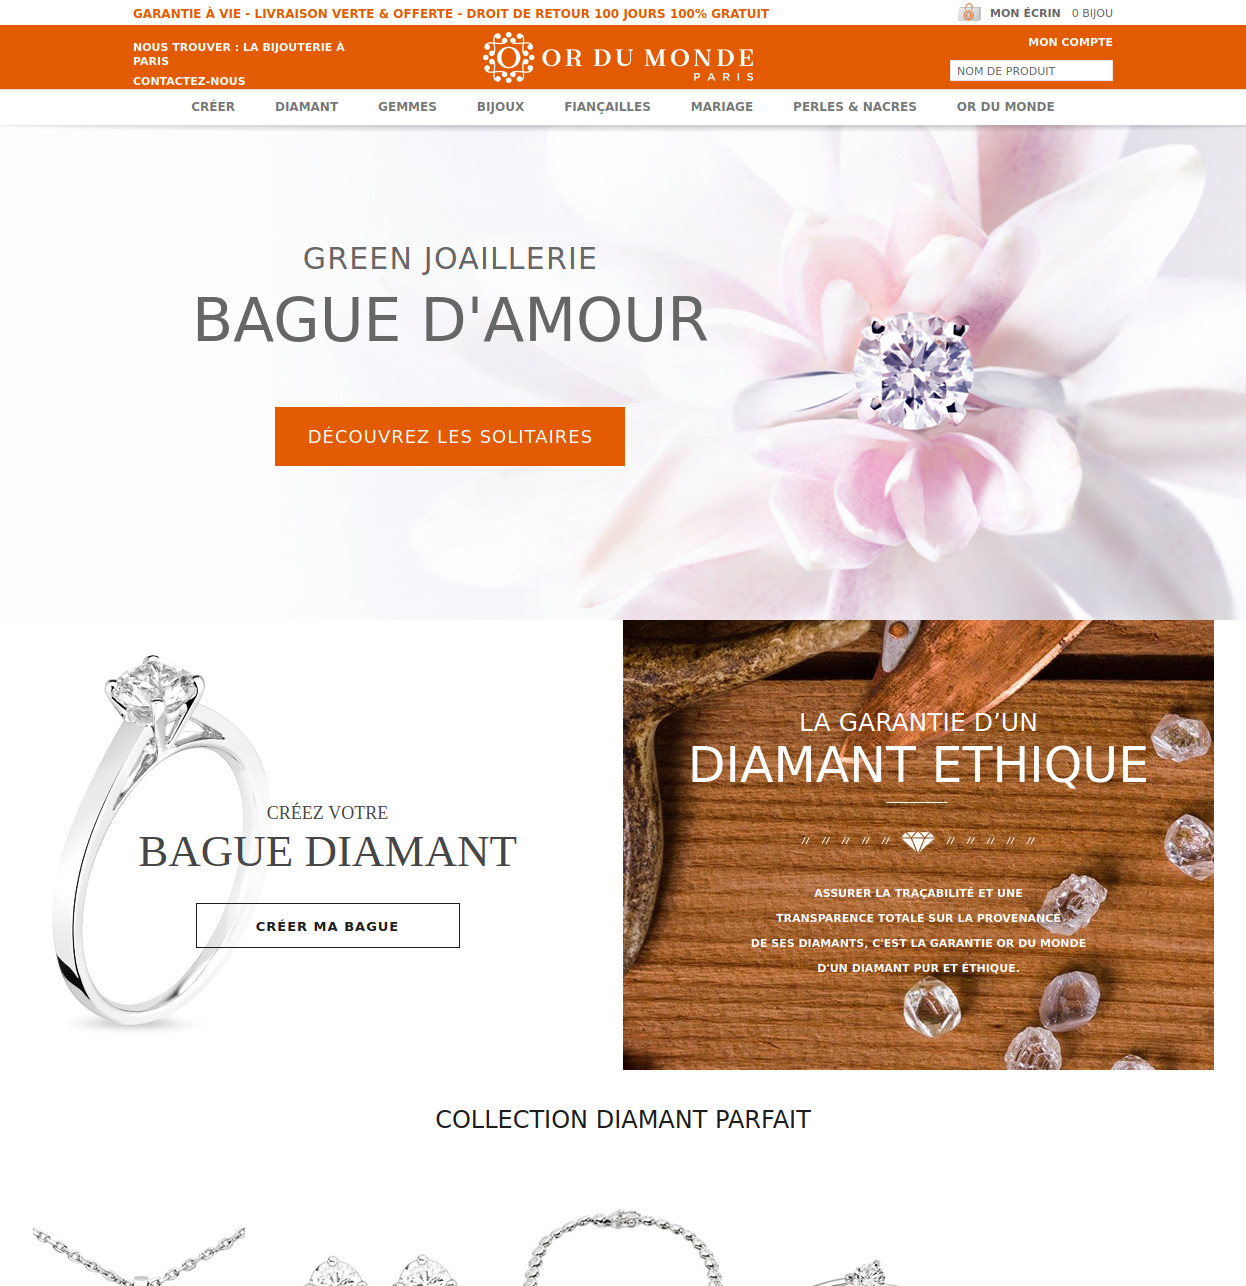 GARANTIE À VIE - LIVRAISON VERTE & OFFERTE - DROIT DE RETOUR 100 JOURS 100% GRATUIT
MON ÉCRIN 0 BIJOU
NOUS TROUVER : LA BIJOUTERIE À
PARIS
CONTACTEZ-NOUS
OR DU MONDE
PARIS
MON COMPTE
NOM DE PRODUIT
CRÉER DIAMANT GEMMES BIJOUX FIANÇAILLES MARIAGE PERLES & NACRES OR DU MONDE
GREEN JOAILLERIE
BAGUE D'AMOUR
DÉCOUVREZ LES SOLITAIRES
CRÉEZ VOTRE
BAGUE DIAMANT
CRÉER MA BAGUE
LA GARANTIE D’UN
DIAMANT ETHIQUE
// // // // // // // // // //
ASSURER LA TRAÇABILITÉ ET UNE
TRANSPARENCE TOTALE SUR LA PROVENANCE
DE SES DIAMANTS, C'EST LA GARANTIE OR DU MONDE
D'UN DIAMANT PUR ET ÉTHIQUE.
COLLECTION DIAMANT PARFAIT